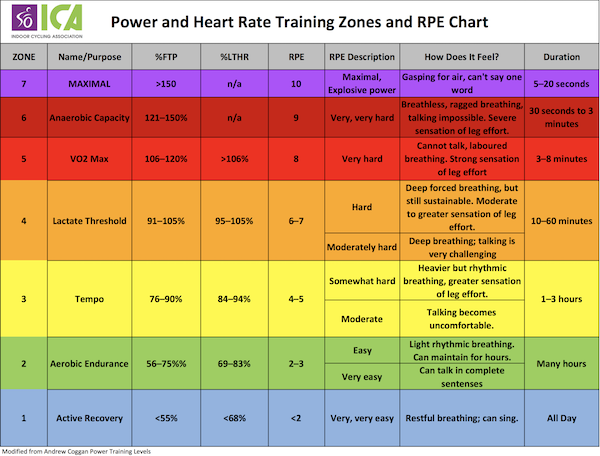 ICA
INDOOR CYCLING ASSOCIATION
Power and Heart Rate Training Zones and RPE Chart
ZONE Name/Purpose %FTP %LTHR RPE RPE Description How Does It Feel? Duration
7 MAXIMAL >150 n/a 10 Maximal, Explosive power Gasping for air, can't say one word 5–20 seconds
6 Anaerobic Capacity 121–150% n/a 9 Very, very hard Breathless, ragged breathing, talking impossible. Severe sensation of leg effort. 30 seconds to 3 minutes
5 VO2 Max 106–120% >106% 8 Very hard Cannot talk, laboured breathing. Strong sensation of leg effort 3–8 minutes
4 Lactate Threshold 91–105% 95–105% 6–7 Hard Deep forced breathing, but still sustainable. Moderate to greater sensation of leg effort. 10–60 minutes
Moderately hard Deep breathing; talking is very challenging
3 Tempo 76–90% 84–94% 4–5 Somewhat hard Heavier but rhythmic breathing, greater sensation of leg effort. 1–3 hours
Moderate Talking becomes uncomfortable.
2 Aerobic Endurance 56–75%% 69–83% 2–3 Easy Light rhythmic breathing. Can maintain for hours. Many hours
Very easy Can talk in complete sentences
1 Active Recovery <55% <68% <2 Very, very easy Restful breathing; can sing. All Day
Modified from Andrew Coggan Power Training Levels